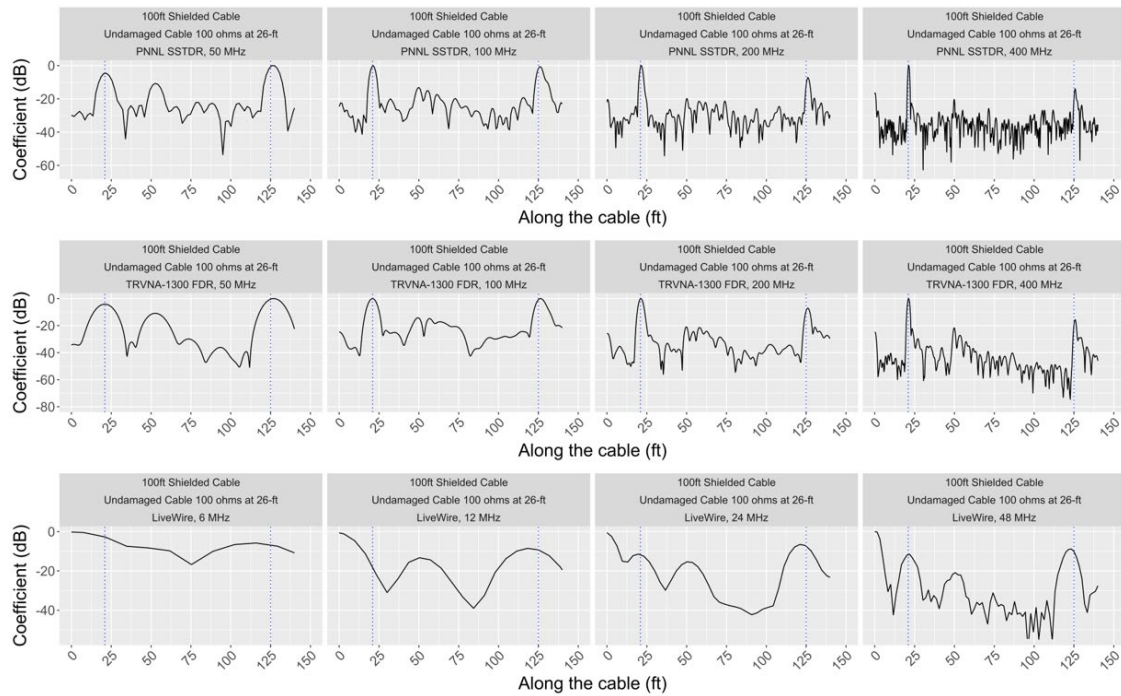 100ft Shielded Cable
Undamaged Cable 100 ohms at 26-ft
PNNL SSTDR, 50 MHz
100ft Shielded Cable
Undamaged Cable 100 ohms at 26-ft
PNNL SSTDR, 100 MHz
100ft Shielded Cable
Undamaged Cable 100 ohms at 26-ft
PNNL SSTDR, 200 MHz
100ft Shielded Cable
Undamaged Cable 100 ohms at 26-ft
PNNL SSTDR, 400 MHz
Coefficient (dB)
0
-20
-40
-60
0 25 50 75 100 125 150
0 25 50 75 100 125 150
0 25 50 75 100 125 150
0 25 50 75 100 125 150
Along the cable (ft)
100ft Shielded Cable
Undamaged Cable 100 ohms at 26-ft
TRVNA-1300 FDR, 50 MHz
100ft Shielded Cable
Undamaged Cable 100 ohms at 26-ft
TRVNA-1300 FDR, 100 MHz
100ft Shielded Cable
Undamaged Cable 100 ohms at 26-ft
TRVNA-1300 FDR, 200 MHz
100ft Shielded Cable
Undamaged Cable 100 ohms at 26-ft
TRVNA-1300 FDR, 400 MHz
Coefficient (dB)
0
-20
-40
-60
-80
0 25 50 75 100 125 150
0 25 50 75 100 125 150
0 25 50 75 100 125 150
0 25 50 75 100 125 150
Along the cable (ft)
100ft Shielded Cable
Undamaged Cable 100 ohms at 26-ft
LiveWire, 6 MHz
100ft Shielded Cable
Undamaged Cable 100 ohms at 26-ft
LiveWire, 12 MHz
100ft Shielded Cable
Undamaged Cable 100 ohms at 26-ft
LiveWire, 24 MHz
100ft Shielded Cable
Undamaged Cable 100 ohms at 26-ft
LiveWire, 48 MHz
Coefficient (dB)
0
-20
-40
0 25 50 75 100 125 150
0 25 50 75 100 125 150
0 25 50 75 100 125 150
0 25 50 75 100 125 150
Along the cable (ft)